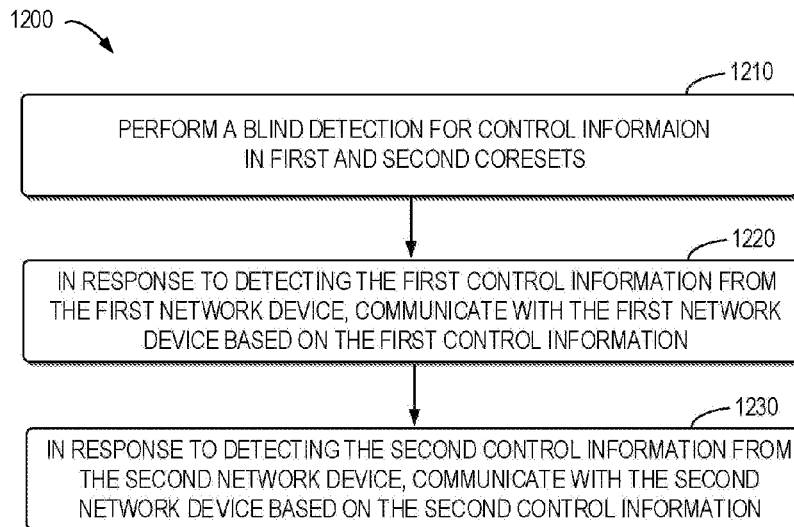 1200
1210
PERFORM A BLIND DETECTION FOR CONTROL INFORMAION
IN FIRST AND SECOND CORESETS
1220
IN RESPONSE TO DETECTING THE FIRST CONTROL INFORMATION FROM
THE FIRST NETWORK DEVICE, COMMUNICATE WITH THE FIRST NETWORK
DEVICE BASED ON THE FIRST CONTROL INFORMATION
1230
IN RESPONSE TO DETECTING THE SECOND CONTROL INFORMATION FROM
THE SECOND NETWORK DEVICE, COMMUNICATE WITH THE SECOND
NETWORK DEVICE BASED ON THE SECOND CONTROL INFORMATION